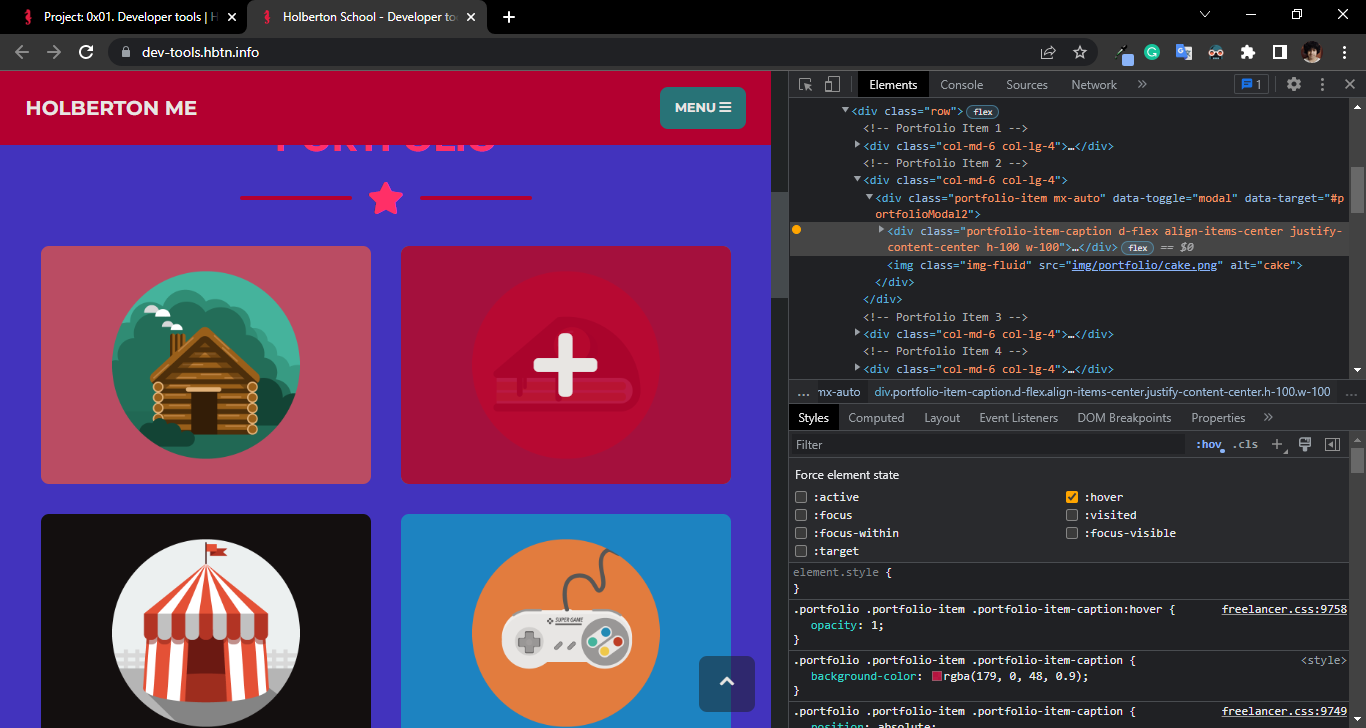 Project: 0x01. Developer tools | H
Holberton School - Developer to
dev-tools.hbtn.info
HOLBERTON ME
MENU
PORTFOLIO
SUPER GAME
Elements Console Sources Network » 1
<div class="row"> flex
<!-- Portfolio Item 1 -->
<div class="col-md-6 col-lg-4">…</div>
<!-- Portfolio Item 2 -->
<div class="col-md-6 col-lg-4">
<div class="portfolio-item mx-auto" data-toggle="modal" data-target="#p
ortfolioModal2">
<div class="portfolio-item-caption d-flex align-items-center justify-
content-center h-100 w-100">…</div> flex == $0
<img class="img-fluid" src="img/portfolio/cake.png" alt="cake">
</div>
</div>
<!-- Portfolio Item 3 -->
<div class="col-md-6 col-lg-4">…</div>
<!-- Portfolio Item 4 -->
<div class="col-md-6 col-lg-4">…</div>
… mx-auto div.portfolio-item-caption.d-flex.align-items-center.justify-content-center.h-100.w-100 …
Styles Computed Layout Event Listeners DOM Breakpoints Properties »
Filter :hov .cls +
Force element state
:active :hover
:focus :visited
:focus-within :focus-visible
:target
element.style {
}
.portfolio .portfolio-item .portfolio-item-caption:hover { freelancer.css:9758
opacity: 1;
}
.portfolio .portfolio-item .portfolio-item-caption { <style>
background-color: rgba(179, 0, 48, 0.9);
}
.portfolio .portfolio-item .portfolio-item-caption { freelancer.css:9749
position: absolute;